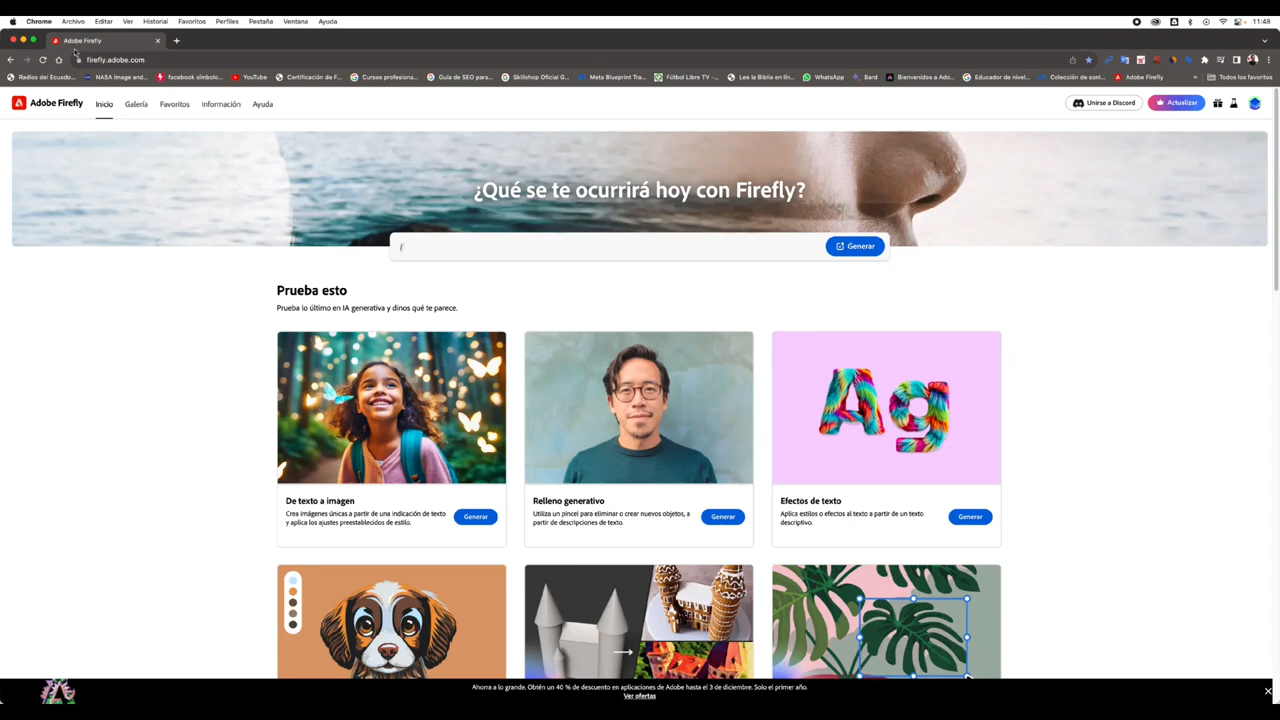 Chrome Archivo Editar Ver Historial Favoritos Perfiles Pestaña Ventana Ayuda 11:48
Adobe Firefly
firefly.adobe.com
Radios del Ecuado... NASA Image and... facebook símbolo... YouTube Certificación de F... Cursos profesiona... Guía de SEO para... Skillshop Oficial G... Meta Blueprint Tra... Fútbol Libre TV -... Lee la Biblia en lín... WhatsApp Bard Bienvenidos a Ado... Educador de nivel... Colección de soni... Adobe Firefly » Todos los favoritos
Adobe Firefly Inicio Galería Favoritos Información Ayuda Unirse a Discord Actualizar
¿Qué se te ocurrirá hoy con Firefly?
Generar
Prueba esto
Prueba lo último en IA generativa y dinos qué te parece.
Ag
De texto a imagen
Crea imágenes únicas a partir de una indicación de texto
y aplica los ajustes preestablecidos de estilo.
Generar
Relleno generativo
Utiliza un pincel para eliminar o crear nuevos objetos, a
partir de descripciones de texto.
Generar
Efectos de texto
Aplica estilos o efectos al texto a partir de un texto
descriptivo.
Generar
Ahorra a lo grande. Obtén un 40 % de descuento en aplicaciones de Adobe hasta el 3 de diciembre. Solo el primer año.
Ver ofertas